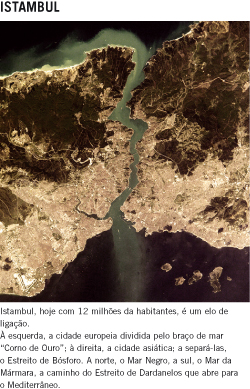 ISTAMBUL
Istambul, hoje com 12 milhões da habitantes, é um elo de
ligação.
À esquerda, a cidade europeia dividida pelo braço de mar
“Corno de Ouro”; à direita, a cidade asiática; a separá-las,
o Estreito de Bósforo. A norte, o Mar Negro, a sul, o Mar da
Mármara, a caminho do Estreito de Dardanelos que abre para
o Mediterrâneo.